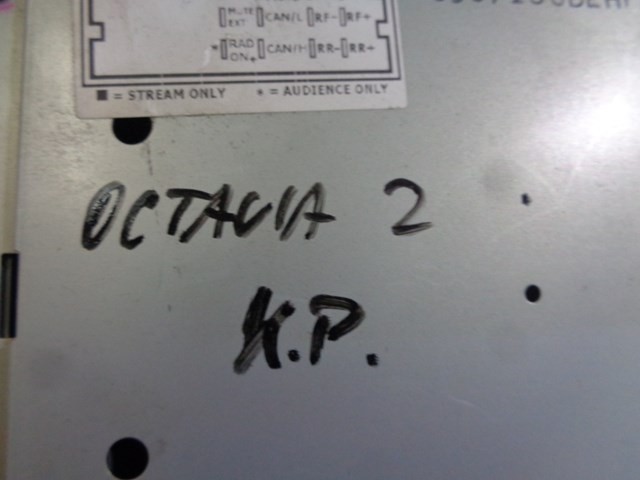 MUTE EXT CAN/L RF- RF+
* RAD ON+ CAN/H RR- RR+
■ = STREAM ONLY * = AUDIENCE ONLY
OCTAVIA 2
K.P.